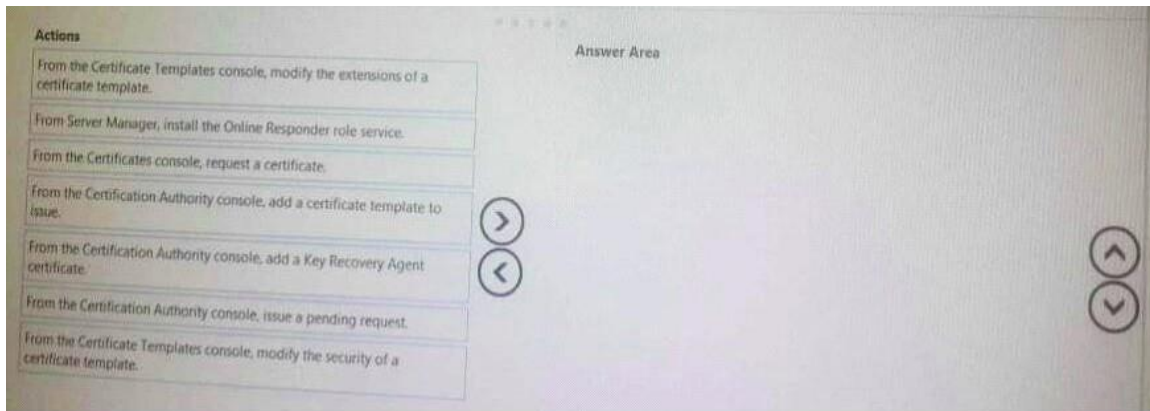 Actions
Answer Area
From the Certificate Templates console, modify the extensions of a
certificate template.
From Server Manager, install the Online Responder role service.
From the Certificates console, request a certificate.
From the Certification Authority console, add a certificate template to
issue.
From the Certification Authority console, add a Key Recovery Agent
certificate.
From the Certification Authority console, issue a pending request.
From the Certificate Templates console, modify the security of a
certificate template.